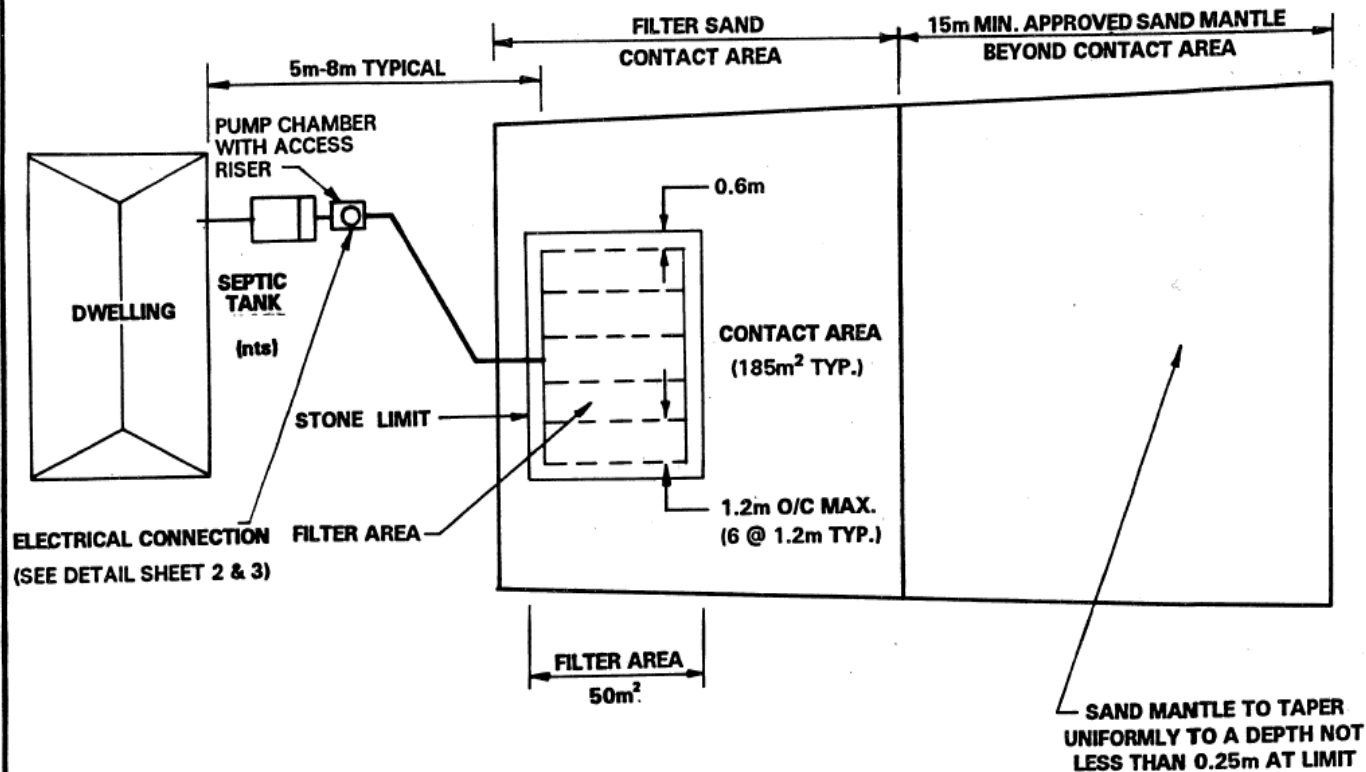 FILTER SAND
CONTACT AREA
15m MIN. APPROVED SAND MANTLE
BEYOND CONTACT AREA
5m-8m TYPICAL
PUMP CHAMBER
WITH ACCESS
RISER
0.6m
DWELLING
SEPTIC
TANK
(nts)
CONTACT AREA
(185m² TYP.)
STONE LIMIT
1.2m O/C MAX.
(6 @ 1.2m TYP.)
ELECTRICAL CONNECTION
(SEE DETAIL SHEET 2 & 3)
FILTER AREA
FILTER AREA
50m².
SAND MANTLE TO TAPER
UNIFORMLY TO A DEPTH NOT
LESS THAN 0.25m AT LIMIT